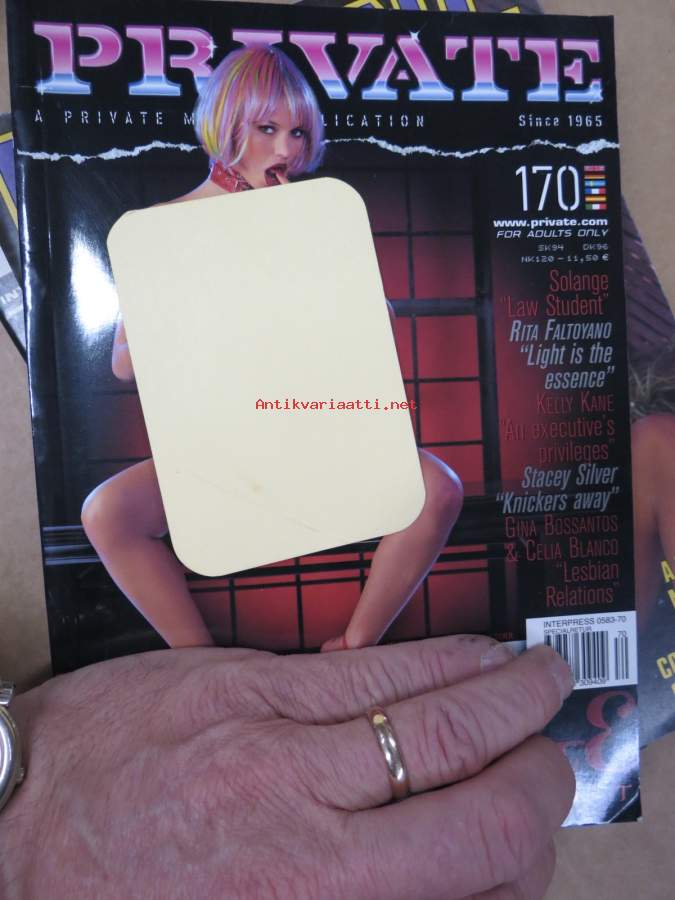 PRIVATE
A PRIVATE M LICATION
Since 1965
170
www.private.com
FOR ADULTS ONLY
SK94 DK96
NK120 - 11,50 €
Solange
"Law Student"
RITA FALTOYANO
"Light is the
essence"
KELLY KANE
"An executive's
privileges"
Stacey Silver
"Knickers away"
GINA BOSSANTOS
& CELIA BLANCO
"Lesbian
Relations"
Antikvariaatti.net
INTERPRESS 0583-70
SPECIALRETUR
70